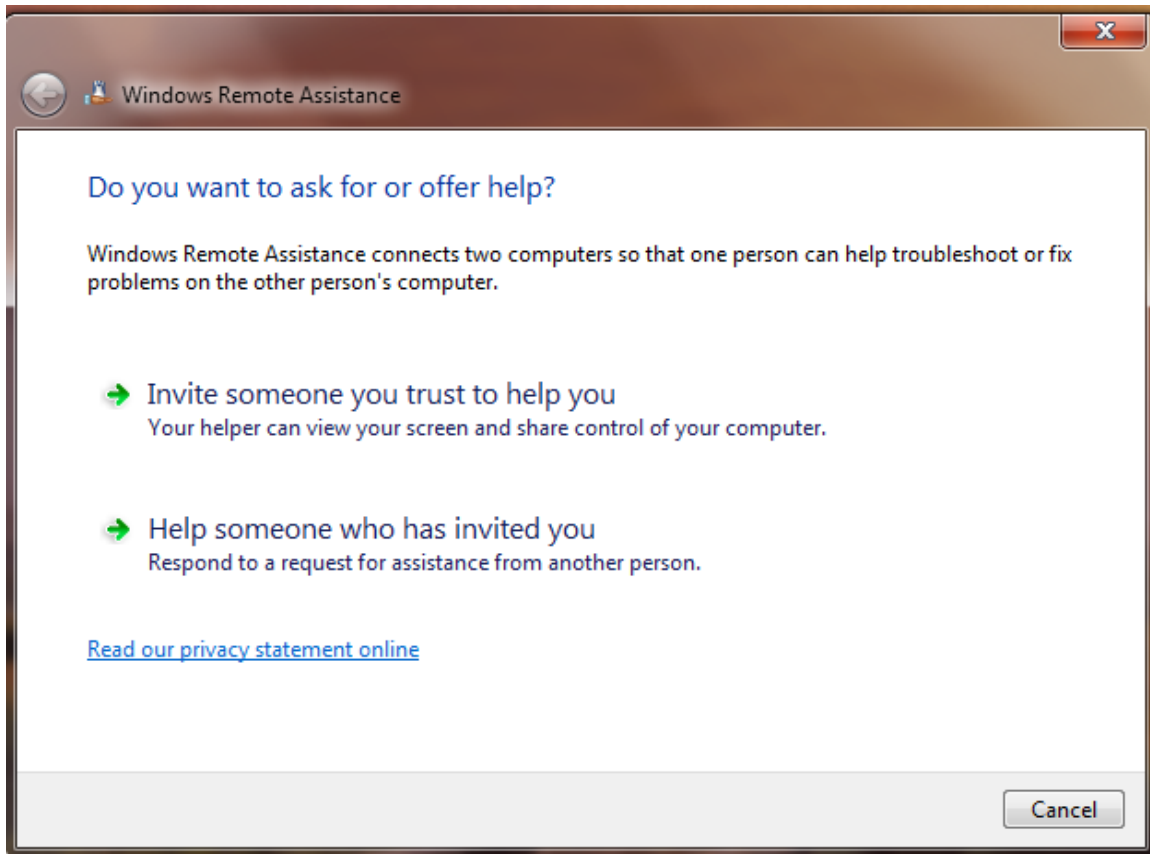 Windows Remote Assistance
Do you want to ask for or offer help?
Windows Remote Assistance connects two computers so that one person can help troubleshoot or fix
problems on the other person's computer.
Invite someone you trust to help you
Your helper can view your screen and share control of your computer.
Help someone who has invited you
Respond to a request for assistance from another person.
Read our privacy statement online
Cancel